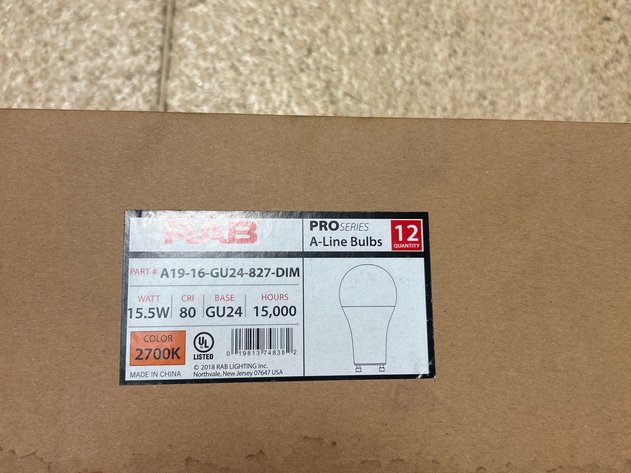 RAB
PRO SERIES
A-Line Bulbs
12
QUANTITY
PART # A19-16-GU24-827-DIM
WATT CRI BASE HOURS
15.5W 80 GU24 15,000
COLOR
2700K
UL
LISTED
0 19813 74838 2
MADE IN CHINA
© 2018 RAB LIGHTING Inc.
Northvale, New Jersey 07647 USA